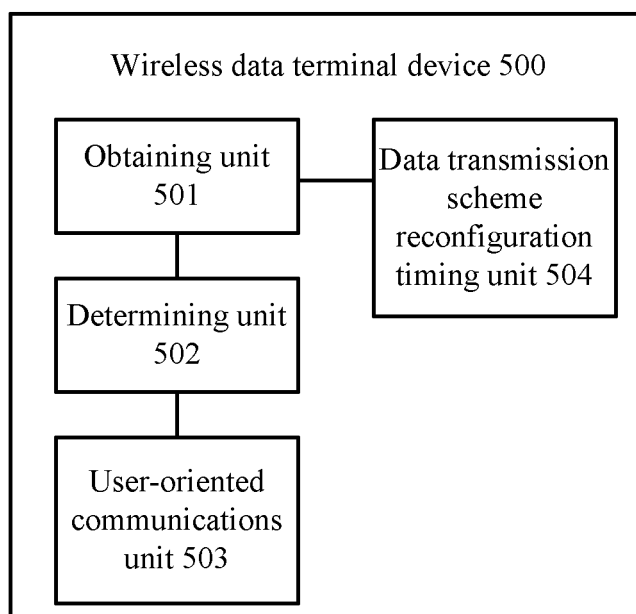 Wireless data terminal device 500
Obtaining unit
501
Data transmission
scheme
reconfiguration
timing unit 504
Determining unit
502
User-oriented
communications
unit 503